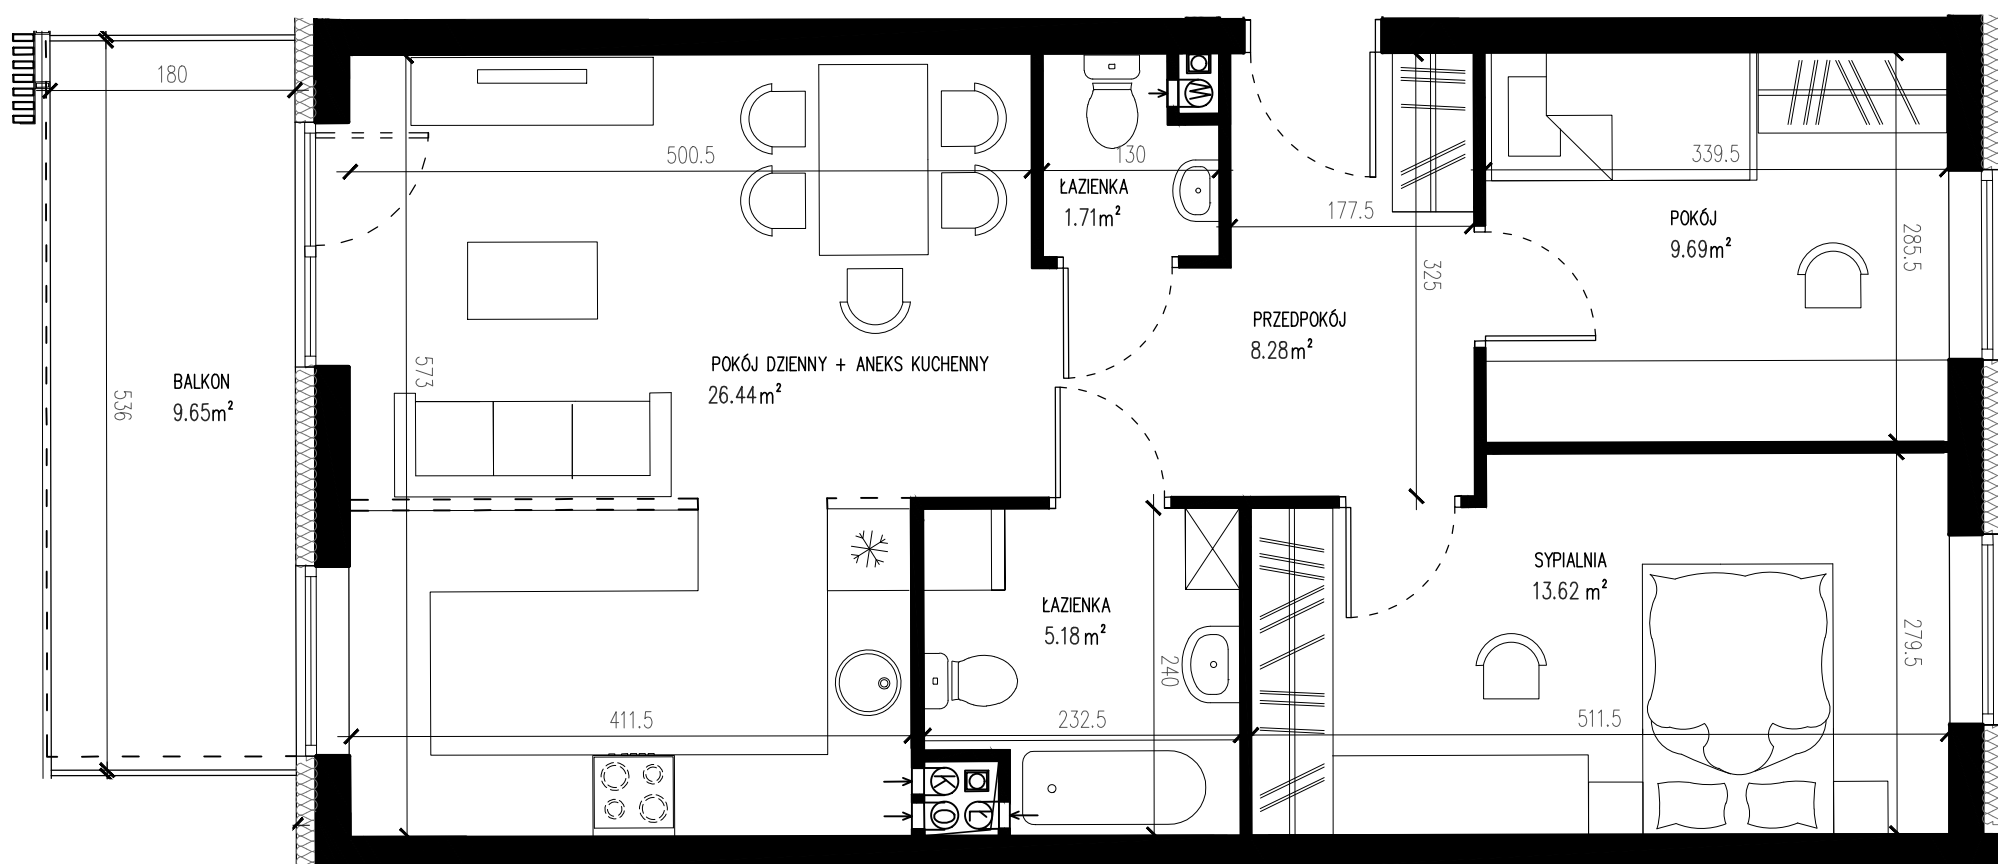 180
500.5
130
339.5
ŁAZIENKA
1.71m²
177.5
POKÓJ
9.69m²
285.5
325
PRZEDPOKÓJ
8.28m²
POKÓJ DZIENNY + ANEKS KUCHENNY
26.44m²
573
BALKON
9.65m²
536
SYPIALNIA
13.62 m²
ŁAZIENKA
5.18 m²
279.5
240
411.5
232.5
511.5
W
K
O
Ł